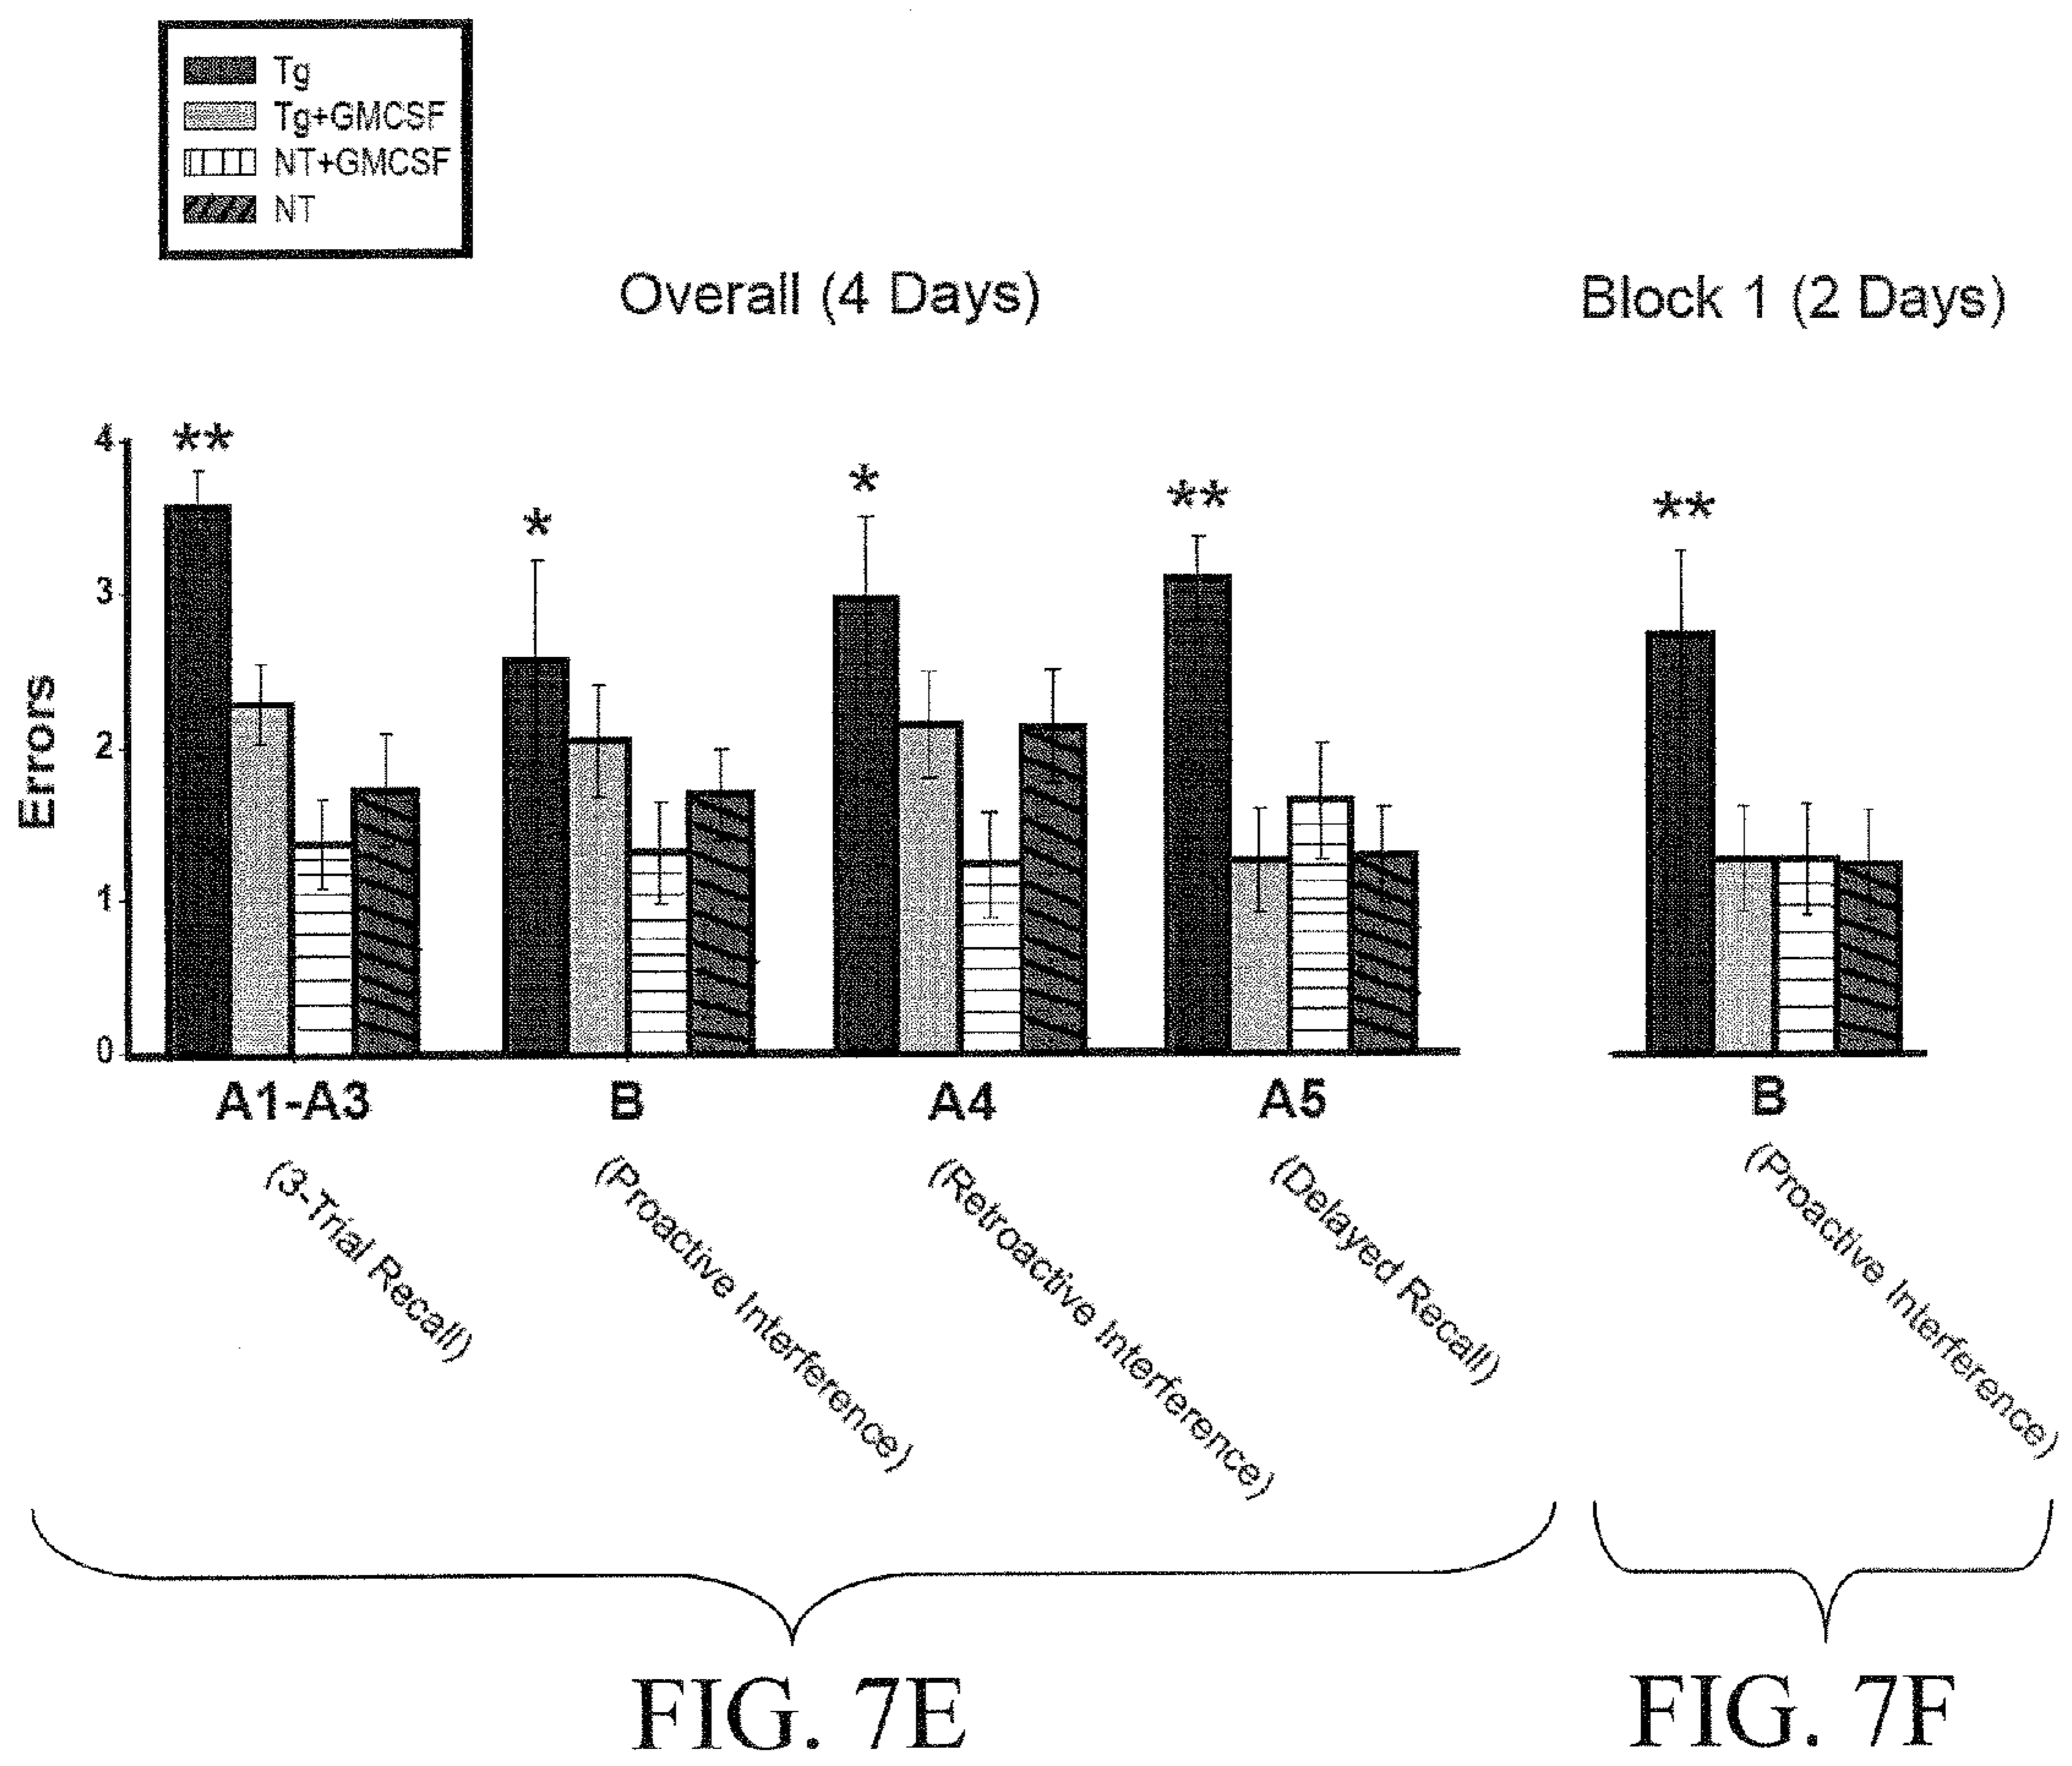 Tg
Tg+GMCSF
NT+GMCSF
NT
Overall (4 Days)
Block 1 (2 Days)
Errors
4
3
2
1
0
**
*
*
**
**
A1-A3
B
A4
A5
B
(3-Trial Recall)
(Proactive Interference)
(Retroactive Interference)
(Delayed Recall)
(Proactive Interference)
FIG. 7E
FIG. 7F